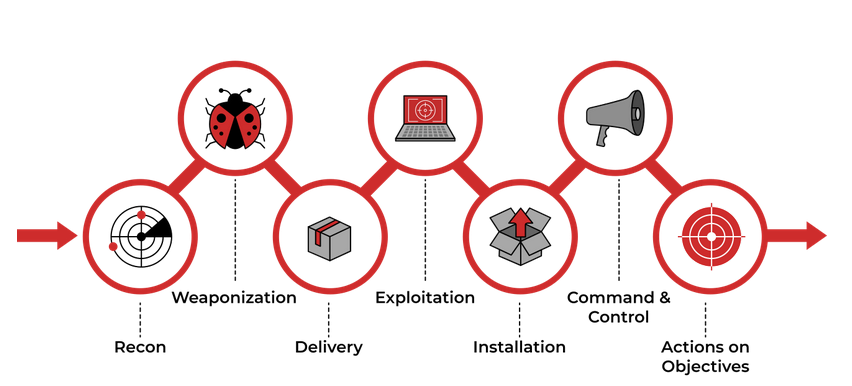 Recon
Weaponization
Delivery
Exploitation
Installation
Command &
Control
Actions on
Objectives